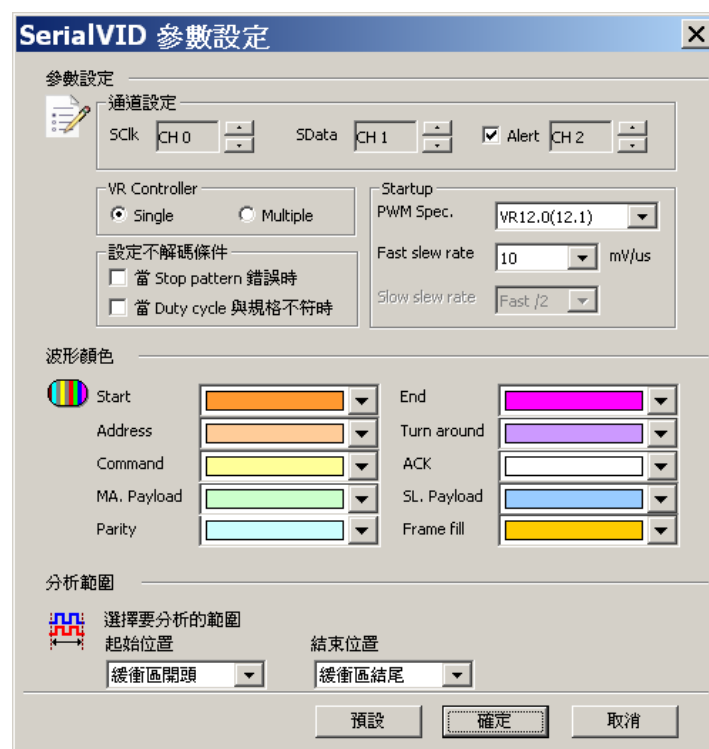 SerialVID 參數設定
參數設定
通道設定
SClk CH 0 SData CH 1 Alert CH 2
VR Controller
Single Multiple
Startup
PWM Spec. VR12.0(12.1)
Fast slew rate 10 mV/us
Slow slew rate Fast /2
設定不解碼條件
當 Stop pattern 錯誤時
當 Duty cycle 與規格不符時
波形顏色
Start End
Address Turn around
Command ACK
MA. Payload SL. Payload
Parity Frame fill
分析範圍
選擇要分析的範圍
起始位置 結束位置
緩衝區開頭 緩衝區結尾
預設 確定 取消